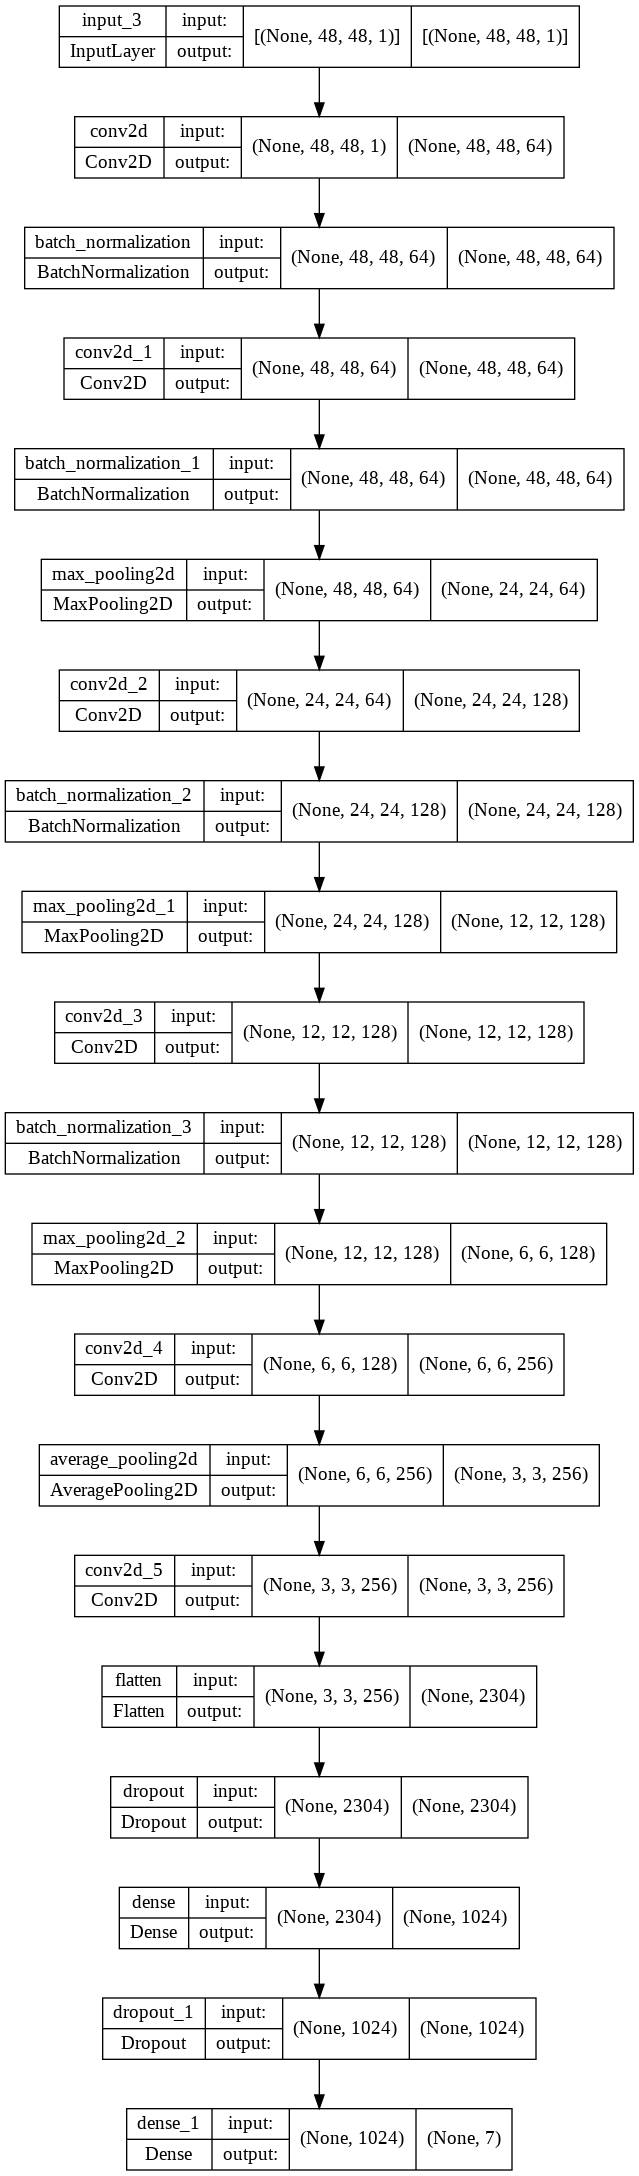 input_3 input: [(None, 48, 48, 1)] [(None, 48, 48, 1)]
InputLayer output:
conv2d input: (None, 48, 48, 1) (None, 48, 48, 64)
Conv2D output:
batch_normalization input: (None, 48, 48, 64) (None, 48, 48, 64)
BatchNormalization output:
conv2d_1 input: (None, 48, 48, 64) (None, 48, 48, 64)
Conv2D output:
batch_normalization_1 input: (None, 48, 48, 64) (None, 48, 48, 64)
BatchNormalization output:
max_pooling2d input: (None, 48, 48, 64) (None, 24, 24, 64)
MaxPooling2D output:
conv2d_2 input: (None, 24, 24, 64) (None, 24, 24, 128)
Conv2D output:
batch_normalization_2 input: (None, 24, 24, 128) (None, 24, 24, 128)
BatchNormalization output:
max_pooling2d_1 input: (None, 24, 24, 128) (None, 12, 12, 128)
MaxPooling2D output:
conv2d_3 input: (None, 12, 12, 128) (None, 12, 12, 128)
Conv2D output:
batch_normalization_3 input: (None, 12, 12, 128) (None, 12, 12, 128)
BatchNormalization output:
max_pooling2d_2 input: (None, 12, 12, 128) (None, 6, 6, 128)
MaxPooling2D output:
conv2d_4 input: (None, 6, 6, 128) (None, 6, 6, 256)
Conv2D output:
average_pooling2d input: (None, 6, 6, 256) (None, 3, 3, 256)
AveragePooling2D output:
conv2d_5 input: (None, 3, 3, 256) (None, 3, 3, 256)
Conv2D output:
flatten input: (None, 3, 3, 256) (None, 2304)
Flatten output:
dropout input: (None, 2304) (None, 2304)
Dropout output:
dense input: (None, 2304) (None, 1024)
Dense output:
dropout_1 input: (None, 1024) (None, 1024)
Dropout output:
dense_1 input: (None, 1024) (None, 7)
Dense output: